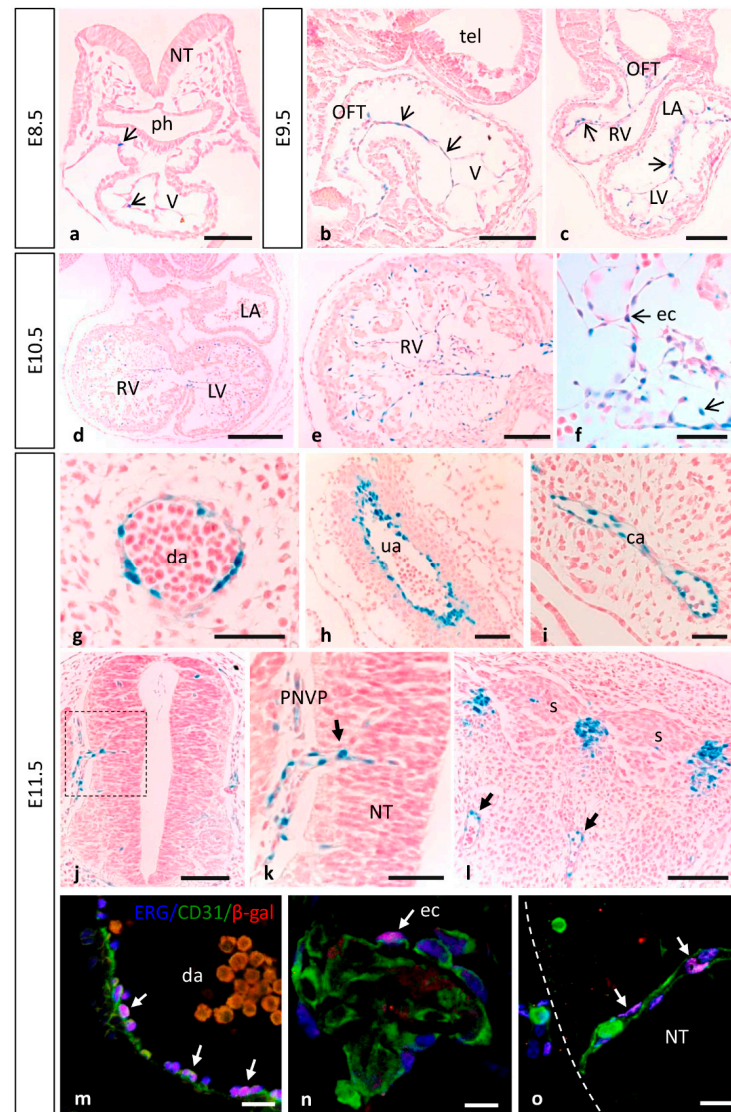 E8.5
NT
ph
V
a
E9.5
tel
OFT
V
b
OFT
LA
RV
LV
c
E10.5
LA
RV
LV
d
RV
e
ec
f
E11.5
da
g
ua
h
ca
i
j
PNVP
NT
k
s
s
l
ERG/CD31/β-gal
da
m
ec
n
NT
o